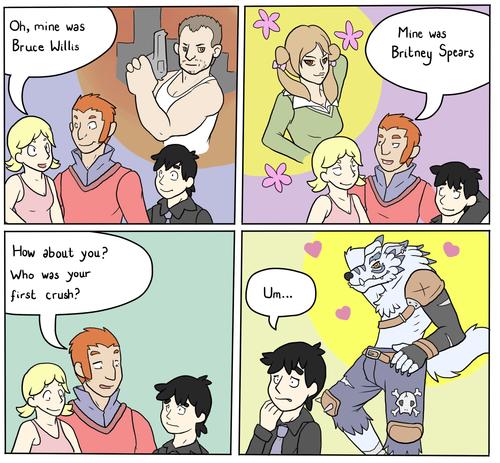 Oh, mine was
Bruce Willis
Mine was
Britney Spears
How about you?
Who was your
first crush?
Um...